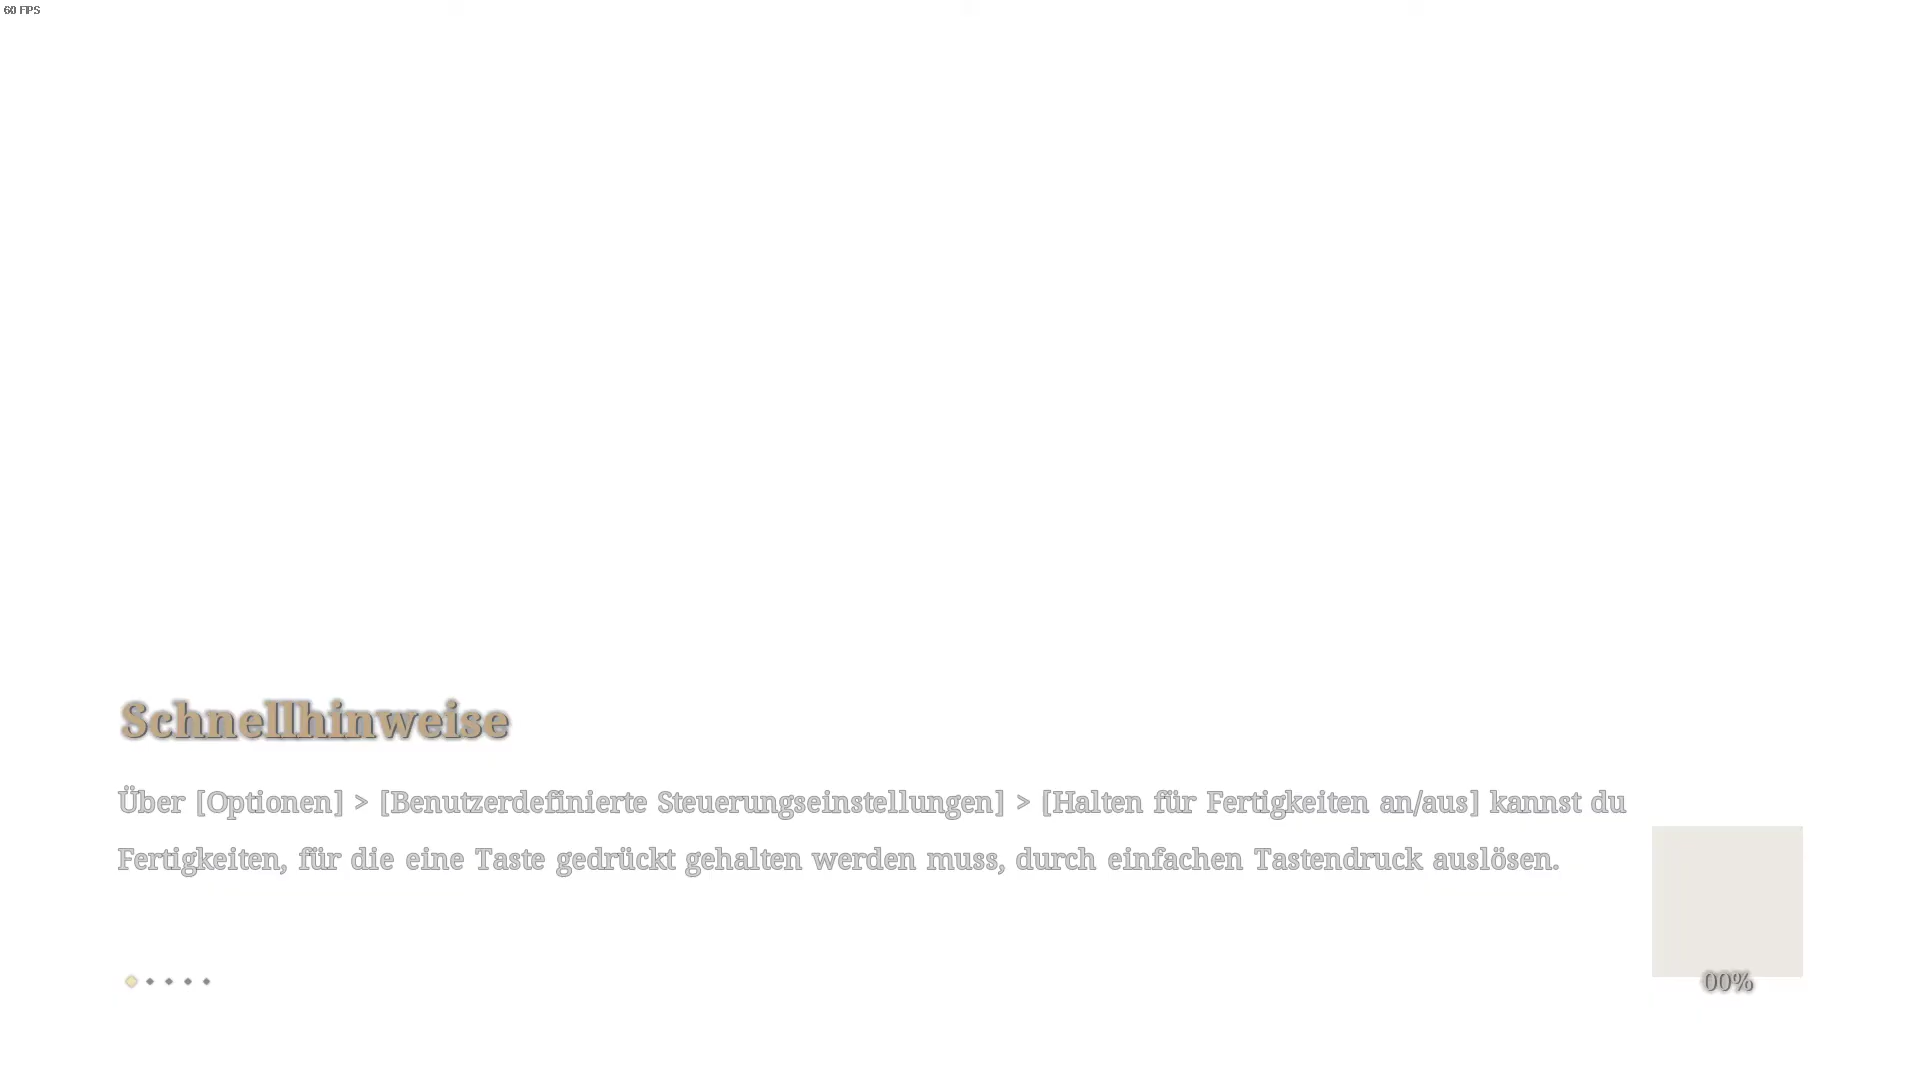 60 FPS
Schnellhinweise
Über [Optionen] > [Benutzerdefinierte Steuerungseinstellungen] > [Halten für Fertigkeiten an/aus] kannst du
Fertigkeiten, für die eine Taste gedrückt gehalten werden muss, durch einfachen Tastendruck auslösen.
00%